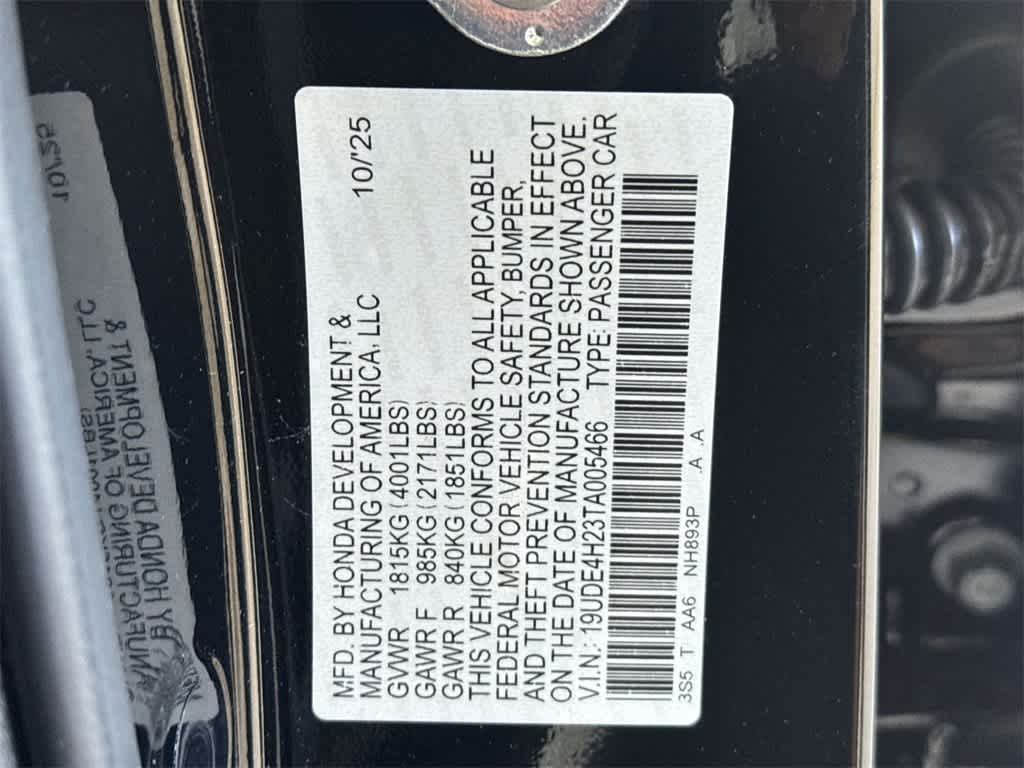 MFD. BY HONDA DEVELOPMENT &
MANUFACTURING OF AMERICA, LLC 10/'25
GVWR 1815KG (4001LBS)
GAWR F 985KG (2171LBS)
GAWR R 840KG (1851LBS)
THIS VEHICLE CONFORMS TO ALL APPLICABLE
FEDERAL MOTOR VEHICLE SAFETY, BUMPER,
AND THEFT PREVENTION STANDARDS IN EFFECT
ON THE DATE OF MANUFACTURE SHOWN ABOVE.
V.I.N.: 19UDE4H23TA005466 TYPE: PASSENGER CAR
3S5 T AA6 NH893P .A .A